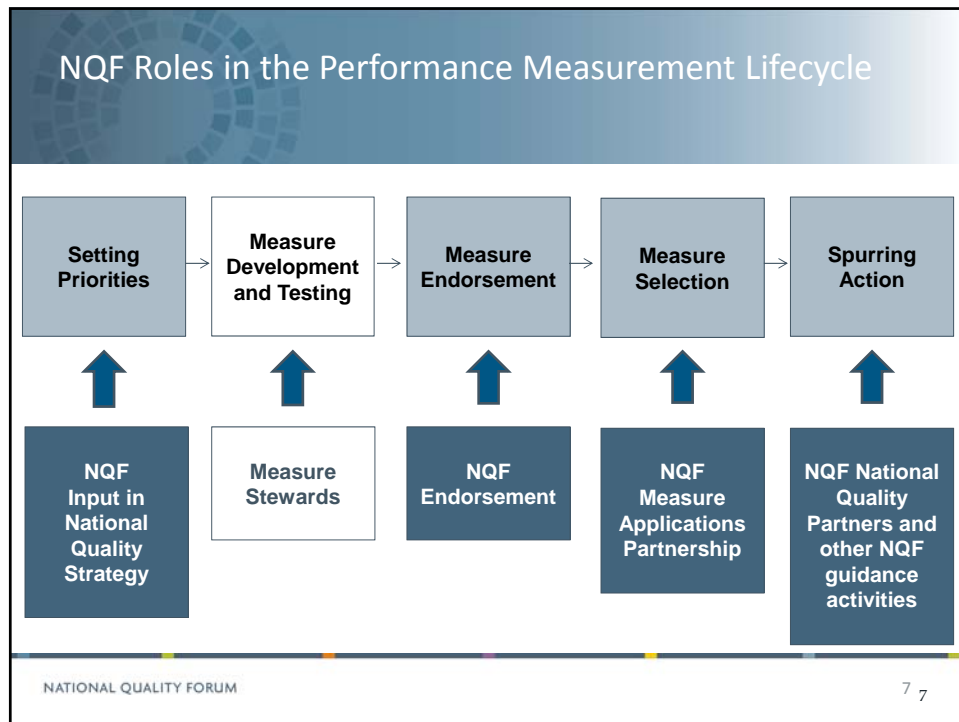 NQF Roles in the Performance Measurement Lifecycle
Setting
Priorities
Measure
Development
and Testing
Measure
Endorsement
Measure
Selection
Spurring
Action
NQF
Input in
National
Quality
Strategy
Measure
Stewards
NQF
Endorsement
NQF
Measure
Applications
Partnership
NQF National
Quality
Partners and
other NQF
guidance
activities
NATIONAL QUALITY FORUM
7 7